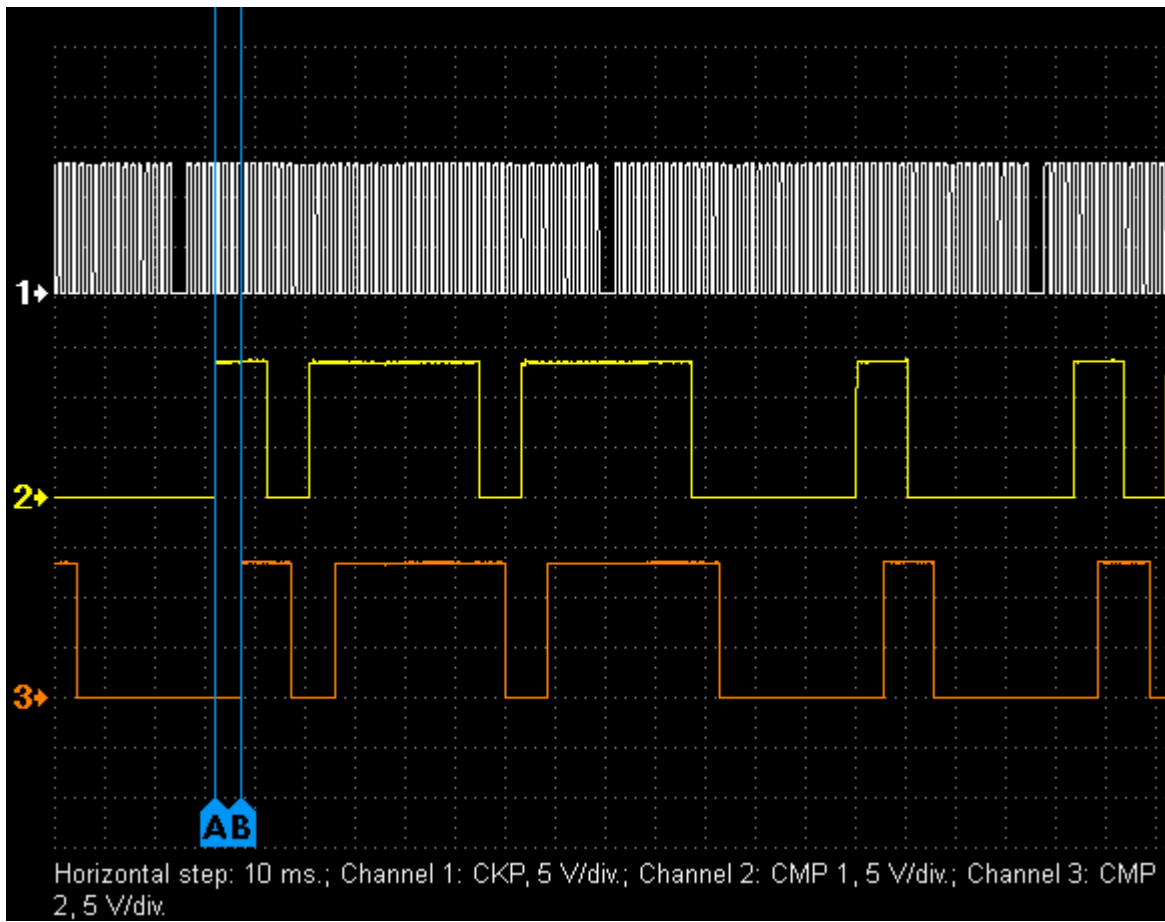 1
2
3
A B
Horizontal step: 10 ms.; Channel 1: CKP, 5 V/div.; Channel 2: CMP 1, 5 V/div.; Channel 3: CMP
2, 5 V/div.